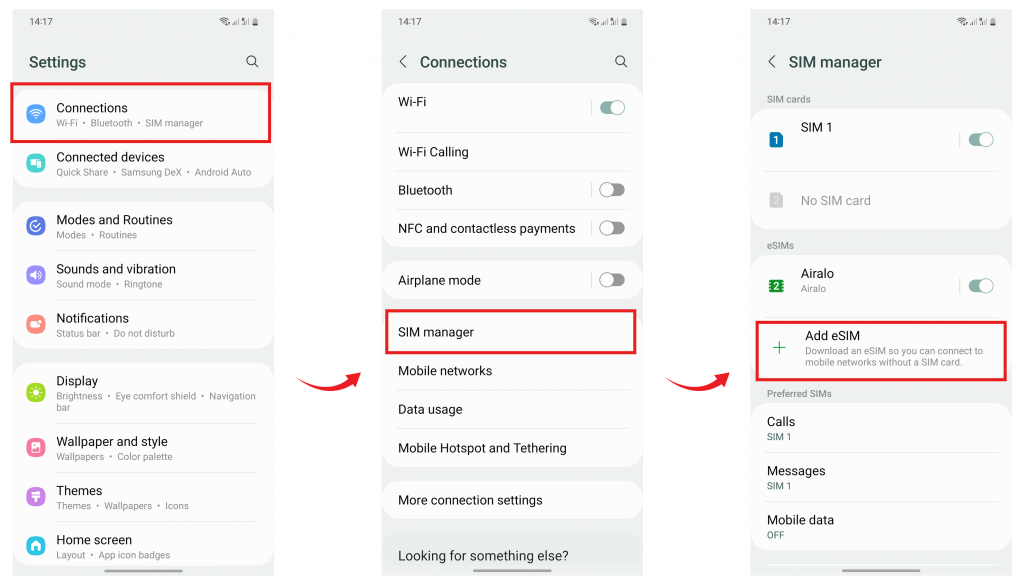 14:17
Settings
Connections
Wi-Fi • Bluetooth • SIM manager
Connected devices
Quick Share • Samsung DeX • Android Auto
Modes and Routines
Modes • Routines
Sounds and vibration
Sound mode • Ringtone
Notifications
Status bar • Do not disturb
Display
Brightness • Eye comfort shield • Navigation
bar
Wallpaper and style
Wallpapers • Color palette
Themes
Themes • Wallpapers • Icons
Home screen
Layout • App icon badges
14:17
Connections
Wi-Fi
Wi-Fi Calling
Bluetooth
NFC and contactless payments
Airplane mode
SIM manager
Mobile networks
Data usage
Mobile Hotspot and Tethering
More connection settings
Looking for something else?
14:17
SIM manager
SIM cards
1
SIM 1
2
No SIM card
eSIMs
2
Airalo
Airalo
Add eSIM
Download an eSIM so you can connect to
mobile networks without a SIM card.
Preferred SIMs
Calls
SIM 1
Messages
SIM 1
Mobile data
OFF